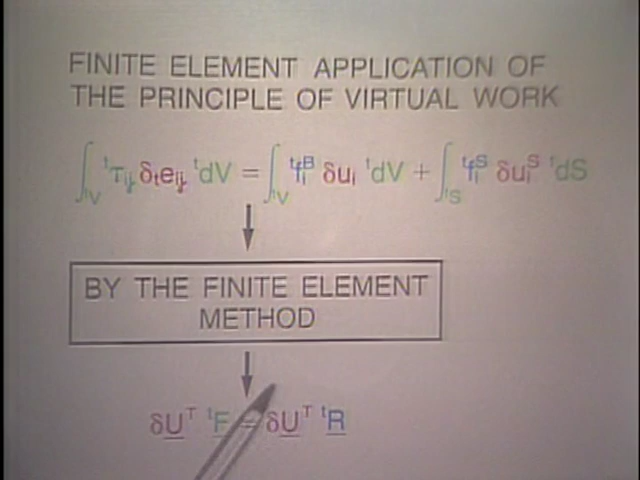 FINITE ELEMENT APPLICATION OF
THE PRINCIPLE OF VIRTUAL WORK
∫ᵗV ᵗτij δₜeij ᵗdV = ∫ᵗV ᵗfiᴮ δui ᵗdV + ∫ᵗS ᵗfiˢ δuiˢ ᵗdS
BY THE FINITE ELEMENT
METHOD
δUᵀ ᵗF = δUᵀ ᵗR